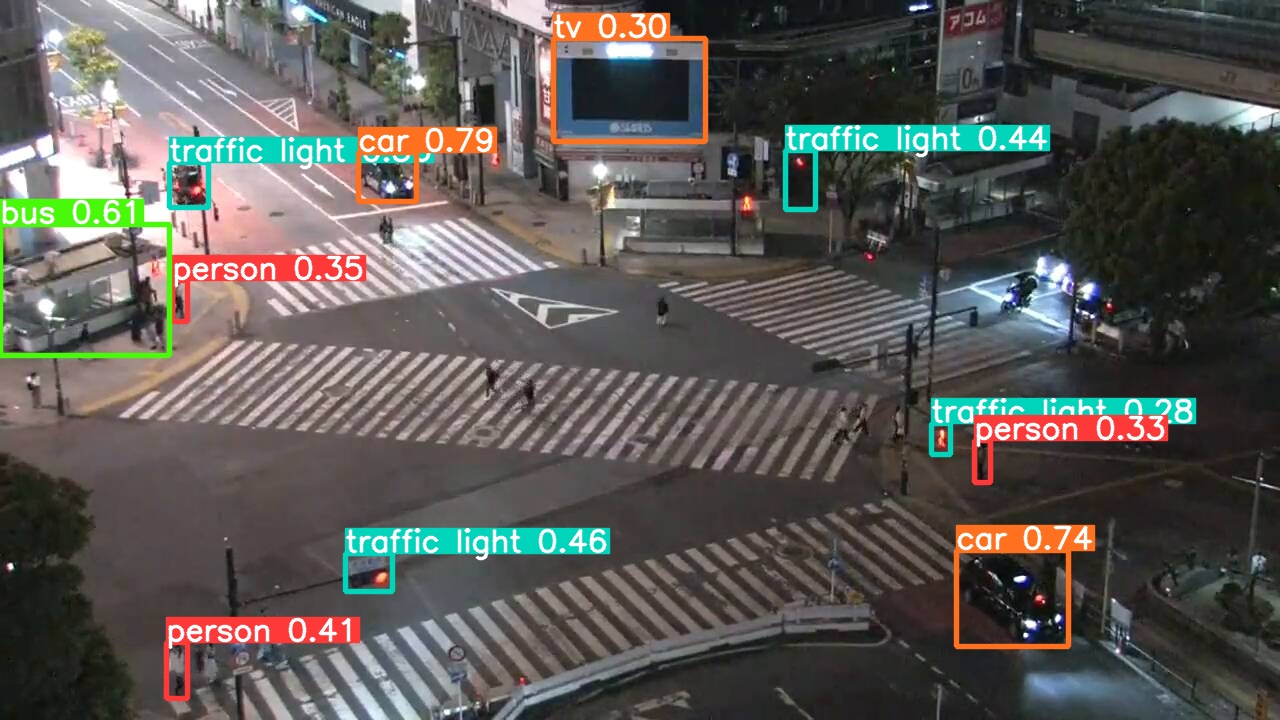 AMERICAN EAGLE
tv 0.30
アコム
0%
traffic light
car 0.79
traffic light 0.44
bus 0.61
person 0.35
traffic light 0.28
person 0.33
traffic light 0.46
car 0.74
person 0.41